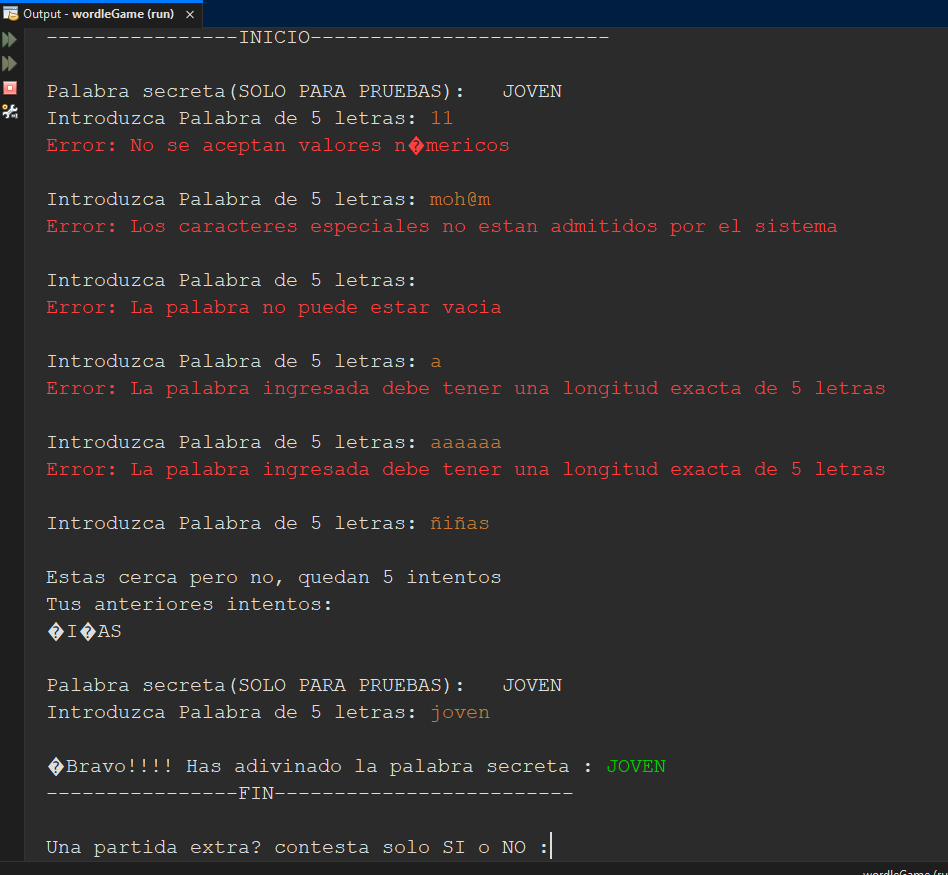 Output - wordleGame (run) ×
----------------INICIO-------------------------
Palabra secreta(SOLO PARA PRUEBAS):   JOVEN
Introduzca Palabra de 5 letras: 11
Error: No se aceptan valores n�mericos
Introduzca Palabra de 5 letras: moh@m
Error: Los caracteres especiales no estan admitidos por el sistema
Introduzca Palabra de 5 letras:
Error: La palabra no puede estar vacia
Introduzca Palabra de 5 letras: a
Error: La palabra ingresada debe tener una longitud exacta de 5 letras
Introduzca Palabra de 5 letras: aaaaaa
Error: La palabra ingresada debe tener una longitud exacta de 5 letras
Introduzca Palabra de 5 letras: ñiñas
Estas cerca pero no, quedan 5 intentos
Tus anteriores intentos:
�I�AS
Palabra secreta(SOLO PARA PRUEBAS):   JOVEN
Introduzca Palabra de 5 letras: joven
�Bravo!!!! Has adivinado la palabra secreta : JOVEN
----------------FIN-------------------------
Una partida extra? contesta solo SI o NO :
wordleGame